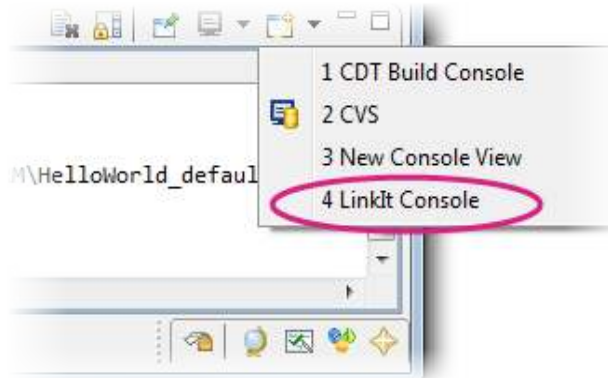 1 CDT Build Console
2 CVS
3 New Console View
\HelloWorld_defaul
4 LinkIt Console